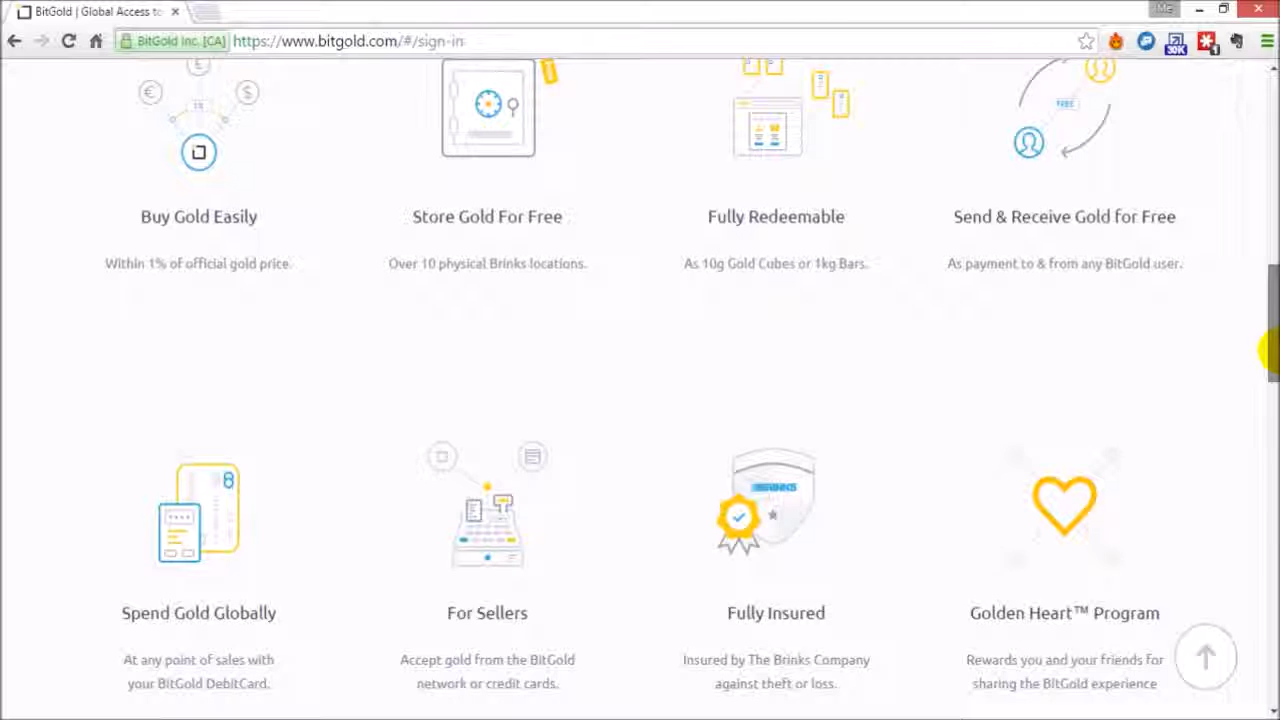 BitGold | Global Access to
Me
BitGold Inc. [CA]
https://www.bitgold.com/#/sign-in
30K
1
£
€
$
FREE
Buy Gold Easily
Store Gold For Free
Fully Redeemable
Send & Receive Gold for Free
Within 1% of official gold price.
Over 10 physical Brinks locations.
As 10g Gold Cubes or 1kg Bars.
As payment to & from any BitGold user.
BRINKS
Spend Gold Globally
For Sellers
Fully Insured
Golden Heart™ Program
At any point of sales with
your BitGold DebitCard.
Accept gold from the BitGold
network or credit cards.
Insured by The Brinks Company
against theft or loss.
Rewards you and your friends for
sharing the BitGold experience